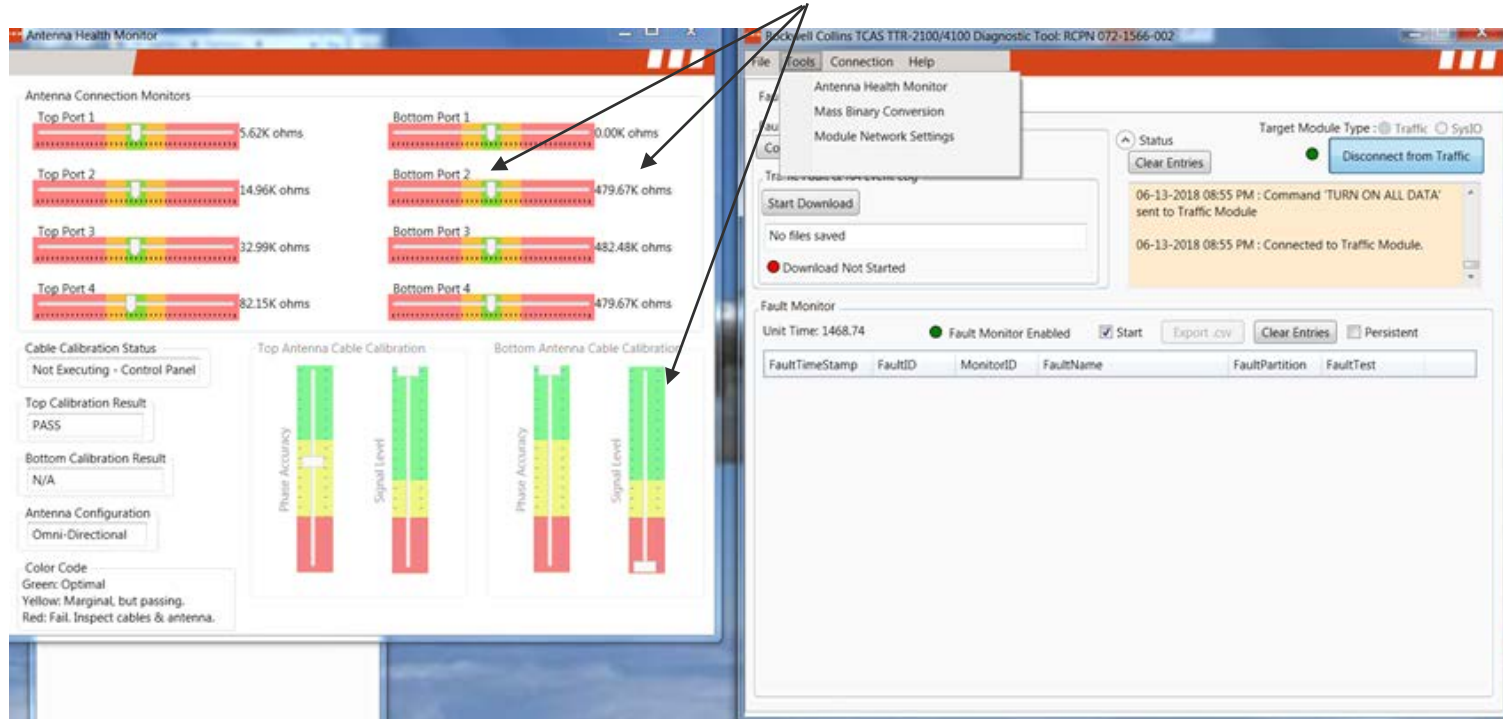 Antenna Health Monitor
Antenna Connection Monitors
Top Port 1
5.62K ohms
Bottom Port 1
0.00K ohms
Top Port 2
14.96K ohms
Bottom Port 2
479.67K ohms
Top Port 3
32.99K ohms
Bottom Port 3
482.48K ohms
Top Port 4
82.15K ohms
Bottom Port 4
479.67K ohms
Cable Calibration Status
Not Executing - Control Panel
Top Calibration Result
PASS
Bottom Calibration Result
N/A
Antenna Configuration
Omni-Directional
Color Code
Green: Optimal
Yellow: Marginal, but passing.
Red: Fail. Inspect cables & antenna.
Top Antenna Cable Calibration
Phase Accuracy
Signal Level
Bottom Antenna Cable Calibration
Phase Accuracy
Signal Level
Rockwell Collins TCAS TTR-2100/4100 Diagnostic Tool: RCPN 072-1566-002
File Tools Connection Help
Antenna Health Monitor
Mass Binary Conversion
Module Network Settings
Start Download
No files saved
Download Not Started
Status
Clear Entries
Target Module Type : Traffic SysIO
Disconnect from Traffic
06-13-2018 08:55 PM : Command 'TURN ON ALL DATA'
sent to Traffic Module
06-13-2018 08:55 PM : Connected to Traffic Module.
Fault Monitor
Unit Time: 1468.74 Fault Monitor Enabled Start Export .csv Clear Entries Persistent
FaultTimeStamp FaultID MonitorID FaultName FaultPartition FaultTest